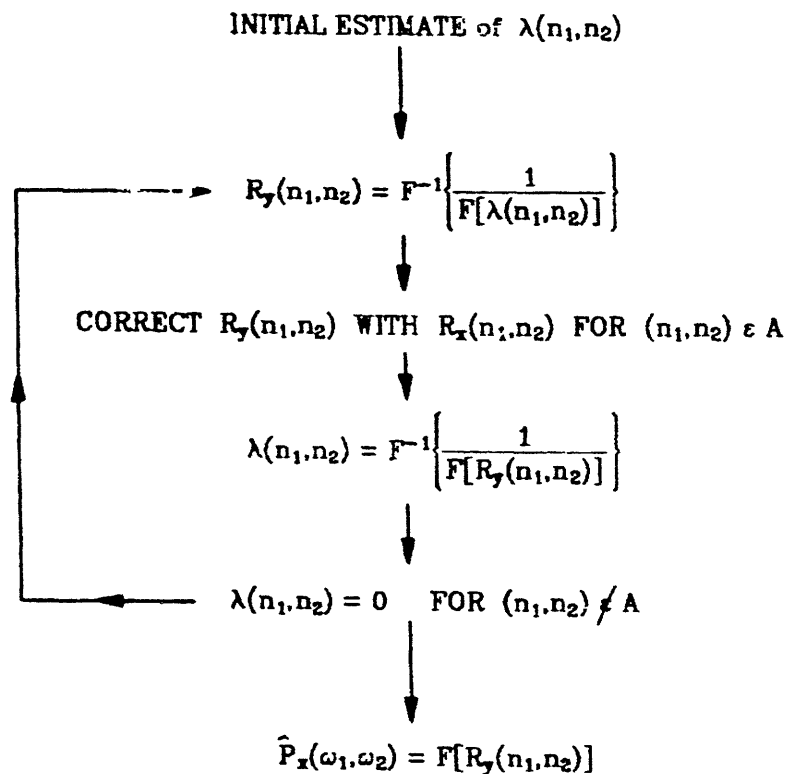 INITIAL ESTIMATE of λ(n₁,n₂)
R_y(n₁,n₂) = F⁻¹{1 / F[λ(n₁,n₂)]}
CORRECT R_y(n₁,n₂) WITH R_x(n₁,n₂) FOR (n₁,n₂) ε A
λ(n₁,n₂) = F⁻¹{1 / F[R_y(n₁,n₂)]}
λ(n₁,n₂) = 0 FOR (n₁,n₂) ∉ A
P̂_x(ω₁,ω₂) = F[R_y(n₁,n₂)]